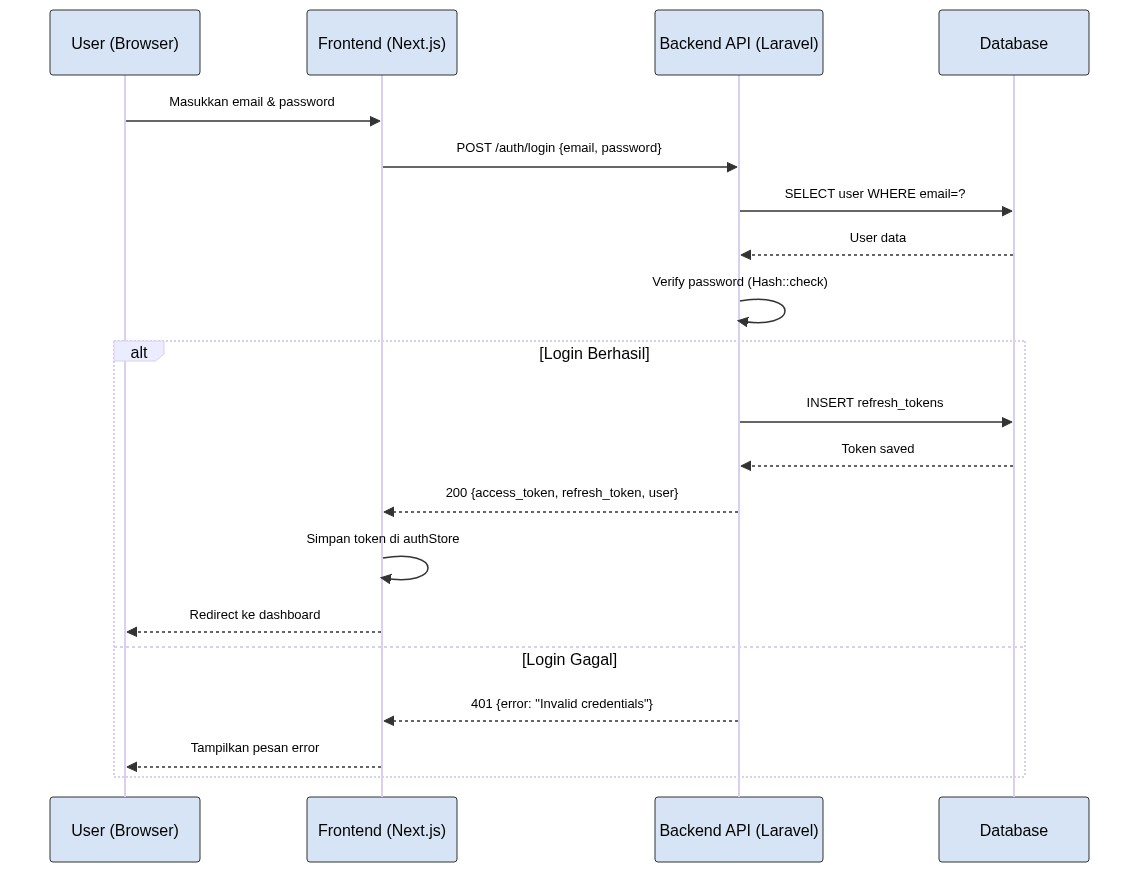 User (Browser)
Frontend (Next.js)
Backend API (Laravel)
Database
Masukkan email & password
POST /auth/login {email, password}
SELECT user WHERE email=?
User data
Verify password (Hash::check)
alt
[Login Berhasil]
INSERT refresh_tokens
Token saved
200 {access_token, refresh_token, user}
Simpan token di authStore
Redirect ke dashboard
[Login Gagal]
401 {error: "Invalid credentials"}
Tampilkan pesan error
User (Browser)
Frontend (Next.js)
Backend API (Laravel)
Database